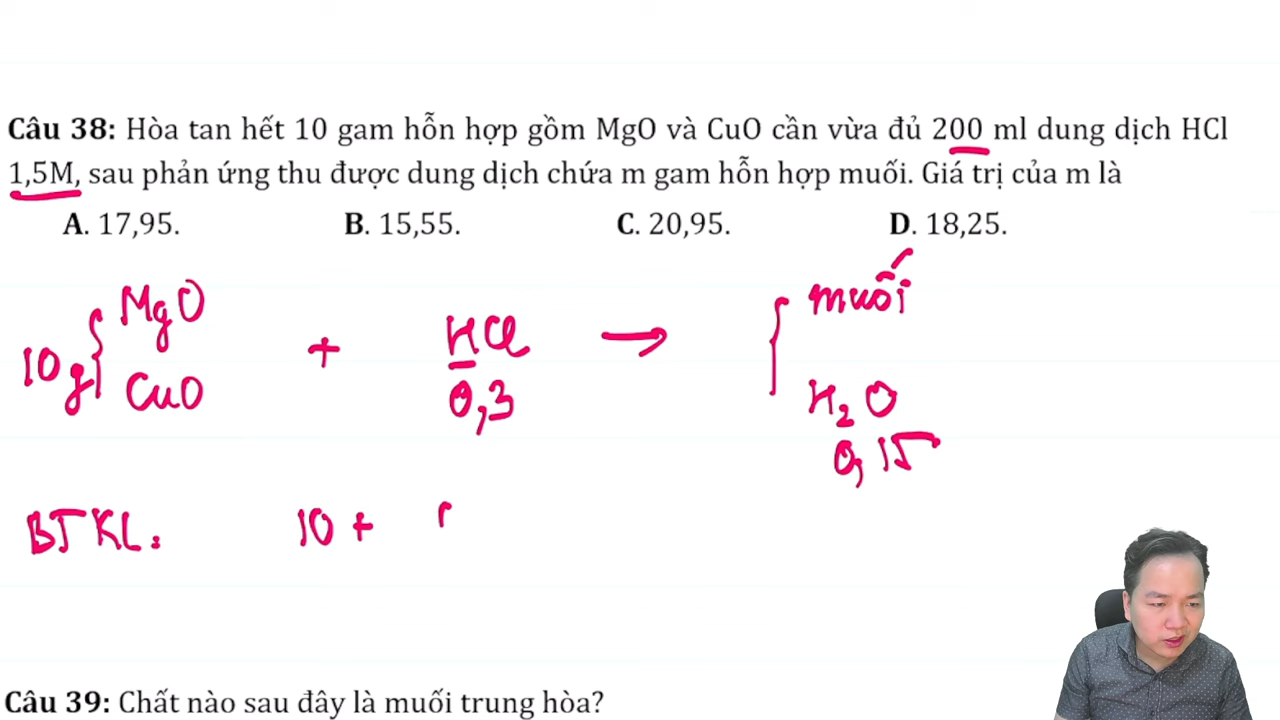 Câu 38: Hòa tan hết 10 gam hỗn hợp gồm MgO và CuO cần vừa đủ 200 ml dung dịch HCl
1,5M, sau phản ứng thu được dung dịch chứa m gam hỗn hợp muối. Giá trị của m là
A. 17,95. B. 15,55. C. 20,95. D. 18,25.
10g { MgO CuO + HCl 0,3 → { muối H₂O 0,15
BTKL: 10 +
Câu 39: Chất nào sau đây là muối trung hòa?